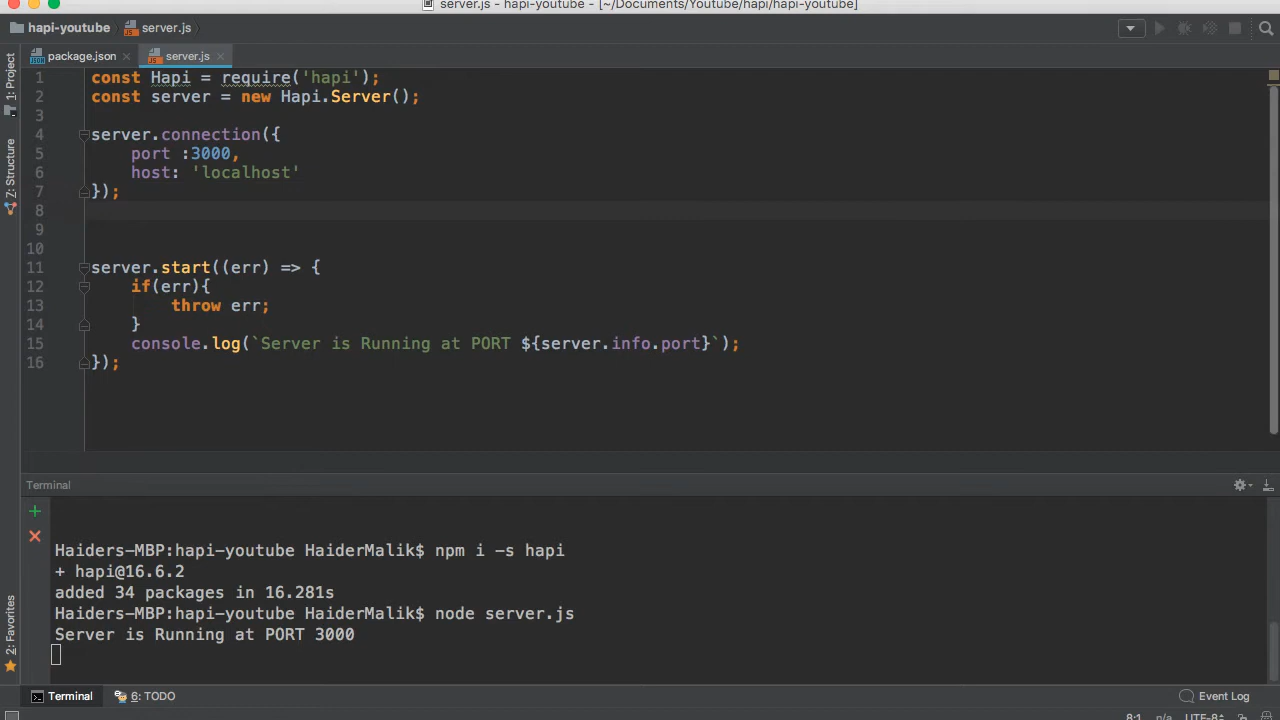 server.js - hapi-youtube - [~/Documents/Youtube/hapi/hapi-youtube]
hapi-youtube server.js
package.json server.js
1: Project
Z: Structure
2: Favorites
1 const Hapi = require('hapi');
2 const server = new Hapi.Server();
3
4 server.connection({
5 port :3000,
6 host: 'localhost'
7 });
8
9
10
11 server.start((err) => {
12 if(err){
13 throw err;
14 }
15 console.log(`Server is Running at PORT ${server.info.port}`);
16 });
Terminal
Haiders-MBP:hapi-youtube HaiderMalik$ npm i -s hapi
+ hapi@16.6.2
added 34 packages in 16.281s
Haiders-MBP:hapi-youtube HaiderMalik$ node server.js
Server is Running at PORT 3000
Terminal 6: TODO Event Log
8:1 n/a UTF-8